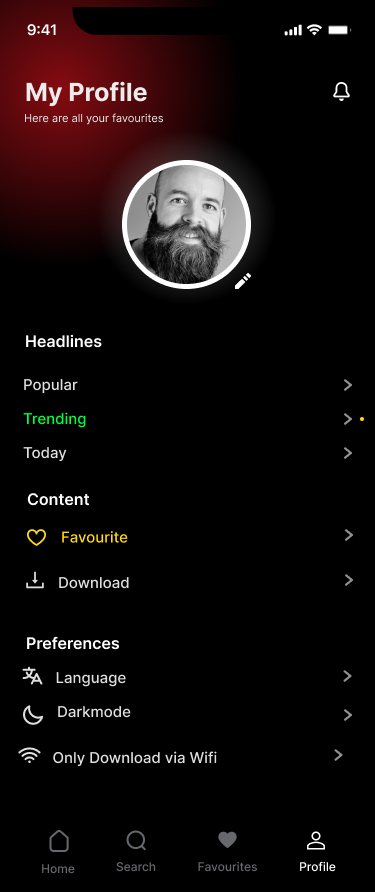 9:41
My Profile
Here are all your favourites
Headlines
Popular
Trending
Today
Content
Favourite
Download
Preferences
Language
Darkmode
Only Download via Wifi
Home
Search
Favourites
Profile